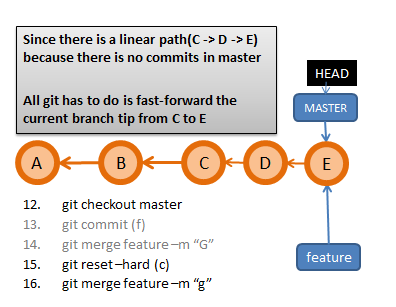 Since there is a linear path(C -> D -> E)
because there is no commits in master
All git has to do is fast-forward the
current branch tip from C to E
HEAD
MASTER
A B C D E
12. git checkout master
13. git commit (f)
14. git merge feature –m “G”
15. git reset –hard (c)
16. git merge feature –m “g”
feature